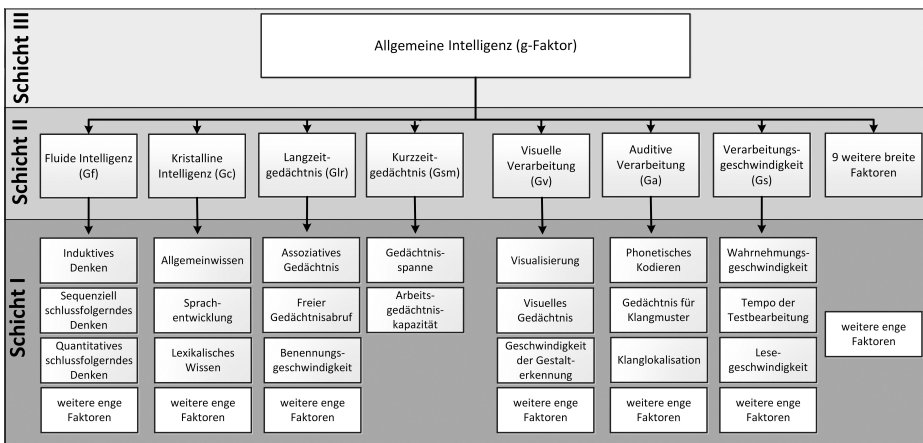 Schicht III
Allgemeine Intelligenz (g-Faktor)
Schicht II
Fluide Intelligenz
(Gf)
Kristalline
Intelligenz (Gc)
Langzeit-
gedächtnis (Glr)
Kurzzeit-
gedächtnis (Gsm)
Visuelle
Verarbeitung
(Gv)
Auditive
Verarbeitung
(Ga)
Verarbeitungs-
geschwindigkeit
(Gs)
9 weitere breite
Faktoren
Schicht I
Induktives
Denken
Sequenziell
schlussfolgerndes
Denken
Quantitatives
schlussfolgerndes
Denken
weitere enge
Faktoren
Allgemeinwissen
Sprach-
entwicklung
Lexikalisches
Wissen
weitere enge
Faktoren
Assoziatives
Gedächtnis
Freier
Gedächtnisabruf
Benennungs-
geschwindigkeit
weitere enge
Faktoren
Gedächtnis-
spanne
Arbeits-
gedächtnis-
kapazität
Visualisierung
Visuelles
Gedächtnis
Geschwindigkeit
der Gestalt-
erkennung
weitere enge
Faktoren
Phonetisches
Kodieren
Gedächtnis für
Klangmuster
Klanglokalisation
weitere enge
Faktoren
Wahrnehmungs-
geschwindigkeit
Tempo der
Testbearbeitung
Lese-
geschwindigkeit
weitere enge
Faktoren
weitere enge
Faktoren